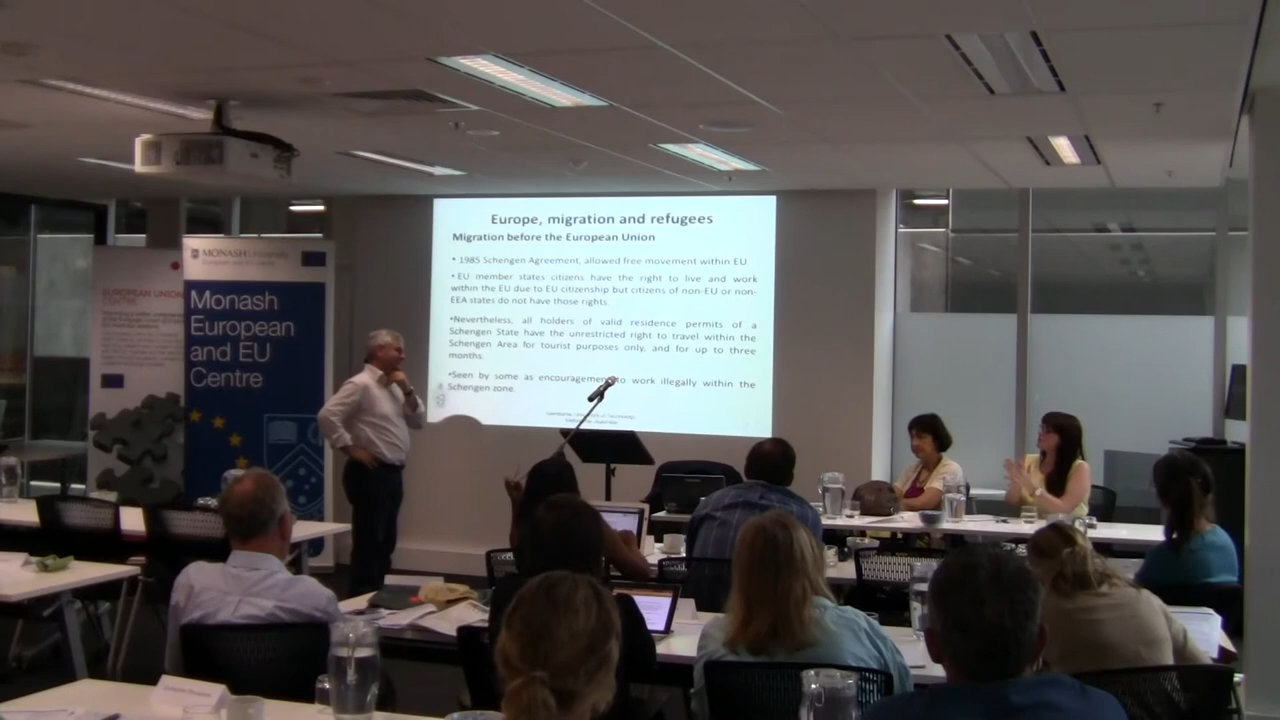 MONASH University
European and EU Centre
Monash
European
and EU
Centre
EUROPEAN UNION
CENTRE
Europe, migration and refugees
Migration before the European Union
• 1985 Schengen Agreement, allowed free movement within EU
•EU member states citizens have the right to live and work
within the EU due to EU citizenship but citizens of non-EU or non-
EEA states do not have those rights.
•Nevertheless, all holders of valid residence permits of a
Schengen State have the unrestricted right to travel within the
Schengen Area for tourist purposes only, and for up to three
months.
•Seen by some as encouragement to work illegally within the
Schengen zone.